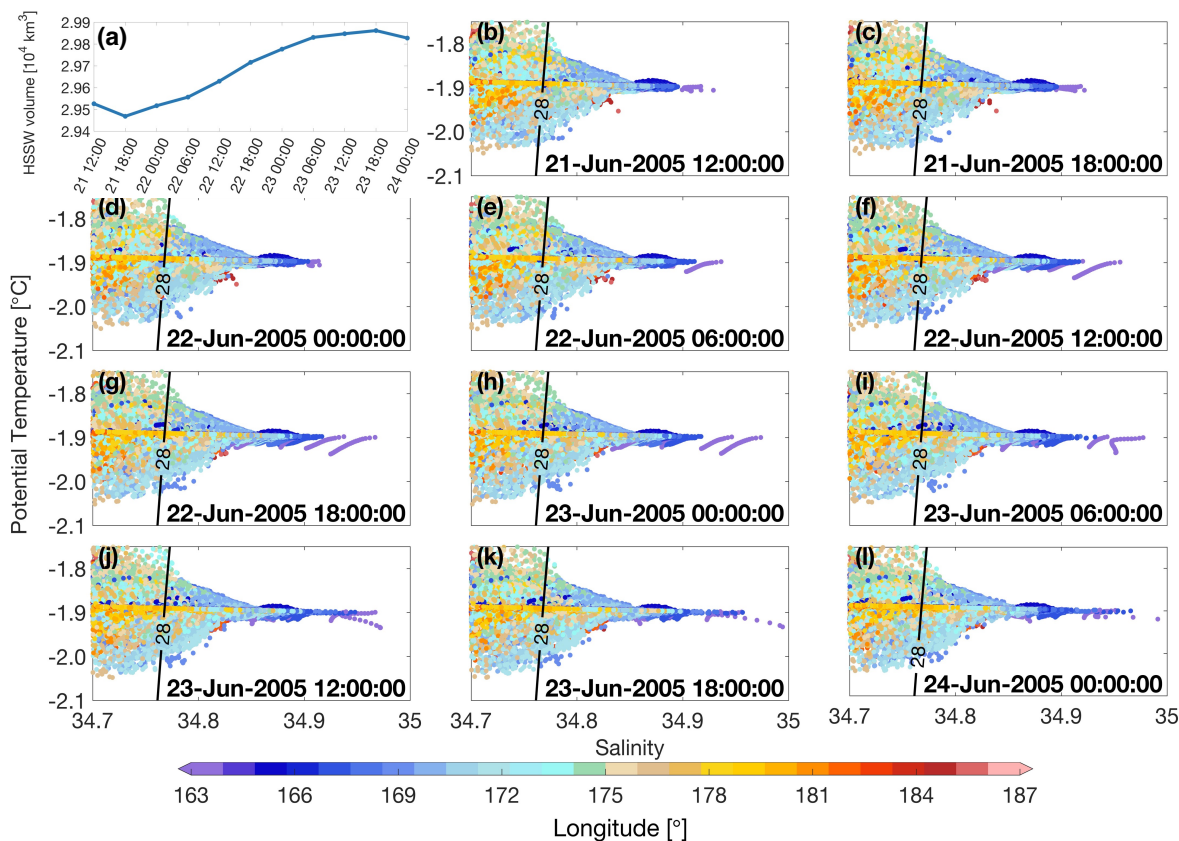 (a)
HSSW volume [10⁴ km³]
2.99
2.98
2.97
2.96
2.95
2.94
21 12:00
21 18:00
22 00:00
22 06:00
22 12:00
22 18:00
23 00:00
23 06:00
23 12:00
23 18:00
24 00:00
(b)
-1.8
-1.9
-2.0
-2.1
28
21-Jun-2005 12:00:00
(c)
28
21-Jun-2005 18:00:00
Potential Temperature [°C]
(d)
-1.8
-1.9
-2.0
-2.1
28
22-Jun-2005 00:00:00
(e)
28
22-Jun-2005 06:00:00
(f)
28
22-Jun-2005 12:00:00
(g)
-1.8
-1.9
-2.0
-2.1
28
22-Jun-2005 18:00:00
(h)
28
23-Jun-2005 00:00:00
(i)
28
23-Jun-2005 06:00:00
(j)
-1.8
-1.9
-2.0
-2.1
28
23-Jun-2005 12:00:00
(k)
28
23-Jun-2005 18:00:00
(l)
28
24-Jun-2005 00:00:00
34.7 34.8 34.9 35
34.7 34.8 34.9 35
34.7 34.8 34.9 35
Salinity
163 166 169 172 175 178 181 184 187
Longitude [°]